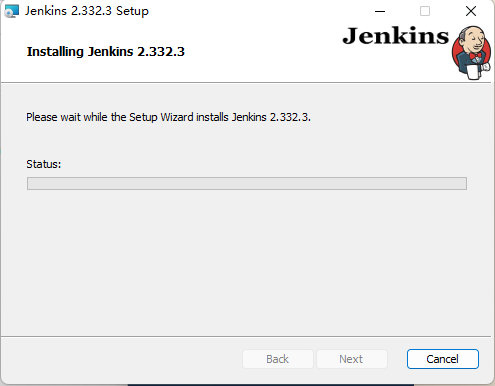 Jenkins 2.332.3 Setup
Installing Jenkins 2.332.3
Jenkins
Please wait while the Setup Wizard installs Jenkins 2.332.3.
Status:
Back
Next
Cancel